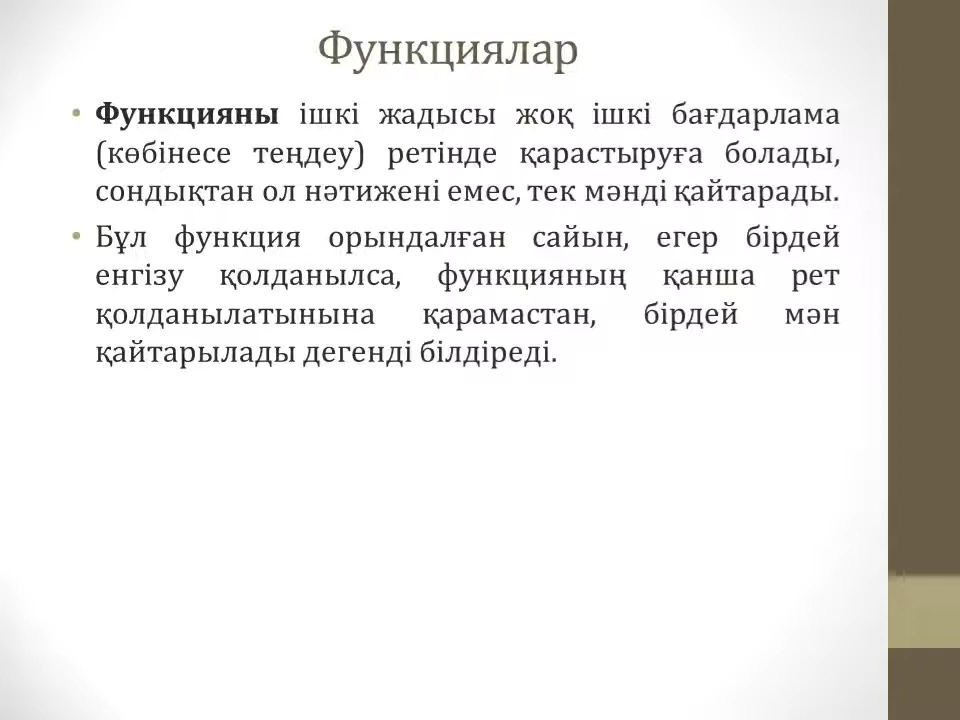 Функциялар
• Функцияны ішкі жадысы жоқ ішкі бағдарлама
(көбінесе теңдеу) ретінде қарастыруға болады,
сондықтан ол нәтижені емес, тек мәнді қайтарады.
• Бұл функция орындалған сайын, егер бірдей
енгізу қолданылса, функцияның қанша рет
қолданылатынына қарамастан, бірдей мән
қайтарылады дегенді білдіреді.